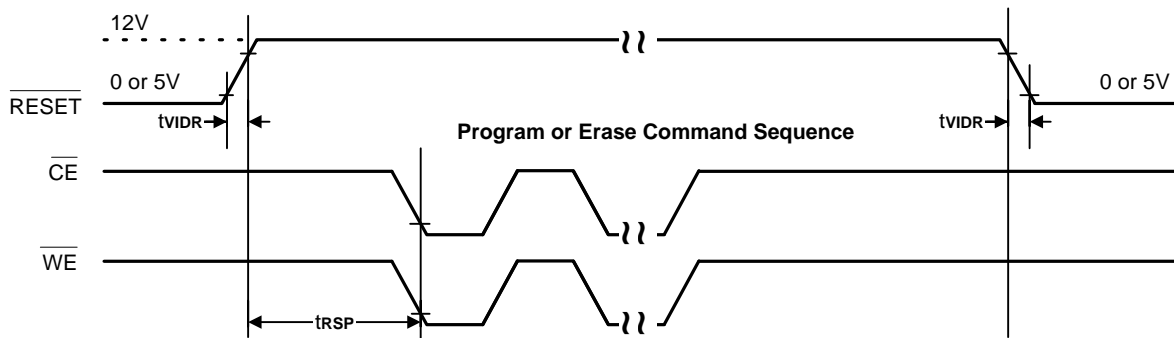 12V
0 or 5V
0 or 5V
RESET
tVIDR
Program or Erase Command Sequence
tVIDR
CE
WE
tRSP